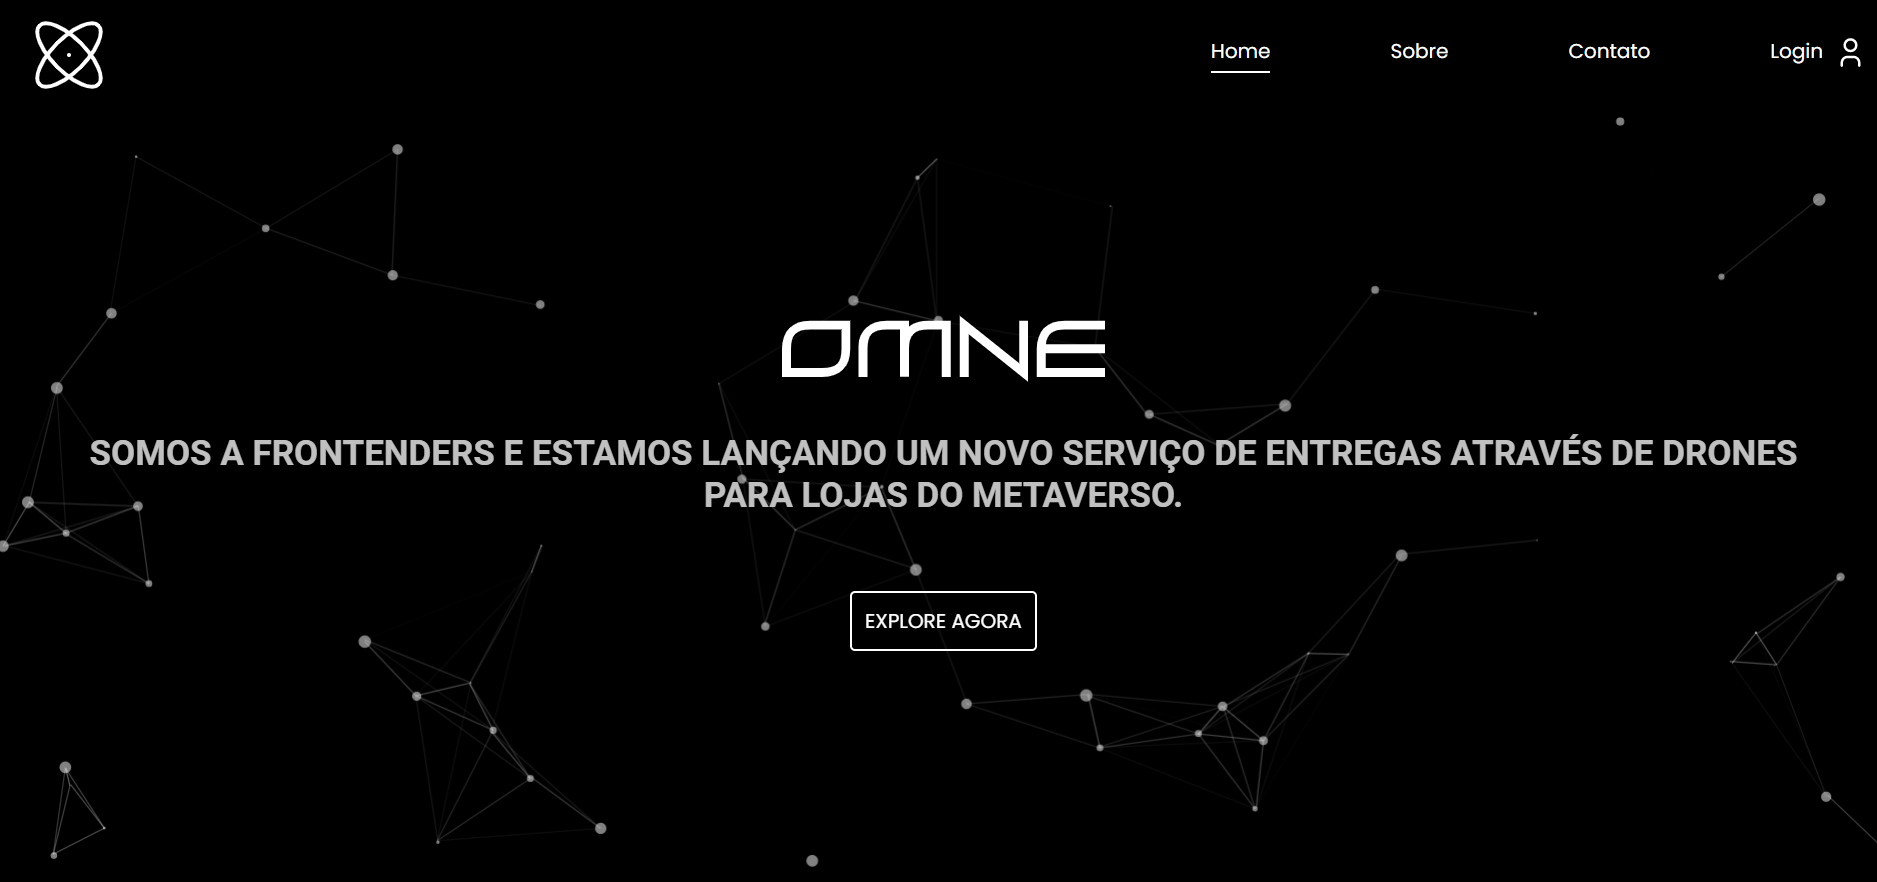 Home
Sobre
Contato
Login
OMNE
SOMOS A FRONTENDERS E ESTAMOS LANÇANDO UM NOVO SERVIÇO DE ENTREGAS ATRAVÉS DE DRONES
PARA LOJAS DO METAVERSO.
EXPLORE AGORA